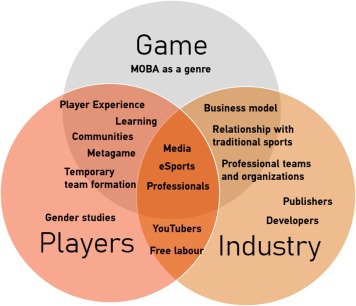 Game
MOBA as a genre
Player Experience
Learning
Communities
Metagame
Temporary
team formation
Gender studies
Players
Media
eSports
Professionals
YouTubers
Free labour
Business model
Relationship with
traditional sports
Professional teams
and organizations
Publishers
Developers
Industry